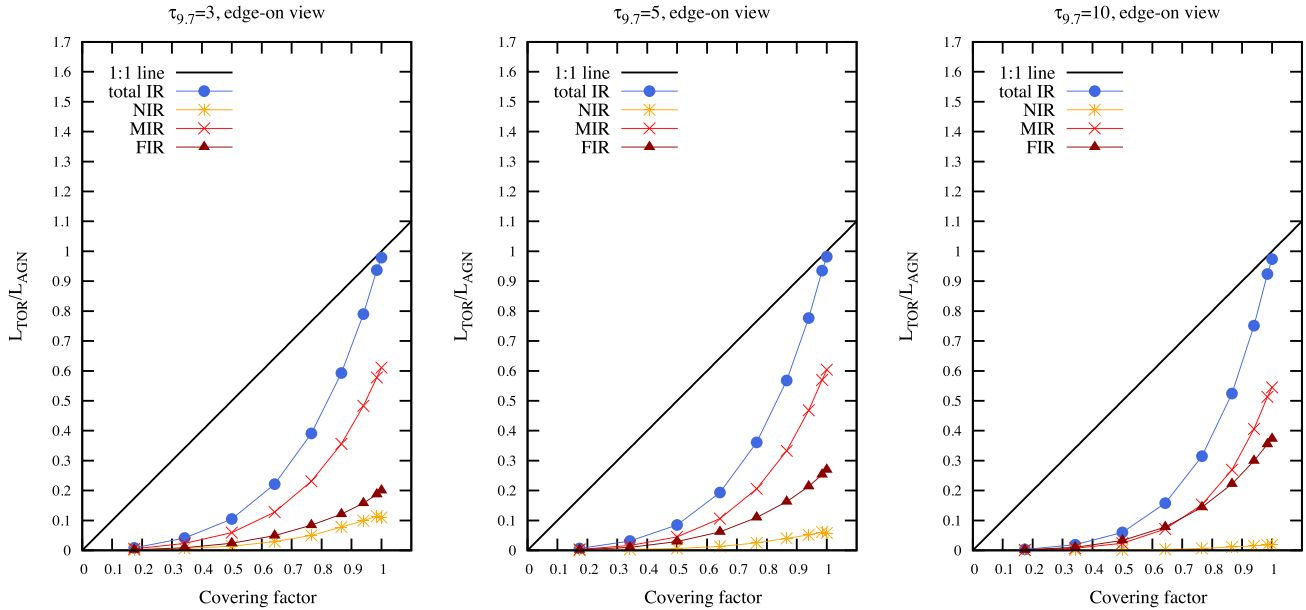 τ9.7=3, edge-on view
1.7
1.6
1.5
1.4
1.3
1.2
1.1
1
0.9
0.8
0.7
0.6
0.5
0.4
0.3
0.2
0.1
0
LTOR/LAGN
1:1 line
total IR
NIR
MIR
FIR
0 0.1 0.2 0.3 0.4 0.5 0.6 0.7 0.8 0.9 1
Covering factor
τ9.7=5, edge-on view
1.7
1.6
1.5
1.4
1.3
1.2
1.1
1
0.9
0.8
0.7
0.6
0.5
0.4
0.3
0.2
0.1
0
LTOR/LAGN
1:1 line
total IR
NIR
MIR
FIR
0 0.1 0.2 0.3 0.4 0.5 0.6 0.7 0.8 0.9 1
Covering factor
τ9.7=10, edge-on view
1.7
1.6
1.5
1.4
1.3
1.2
1.1
1
0.9
0.8
0.7
0.6
0.5
0.4
0.3
0.2
0.1
0
LTOR/LAGN
1:1 line
total IR
NIR
MIR
FIR
0 0.1 0.2 0.3 0.4 0.5 0.6 0.7 0.8 0.9 1
Covering factor